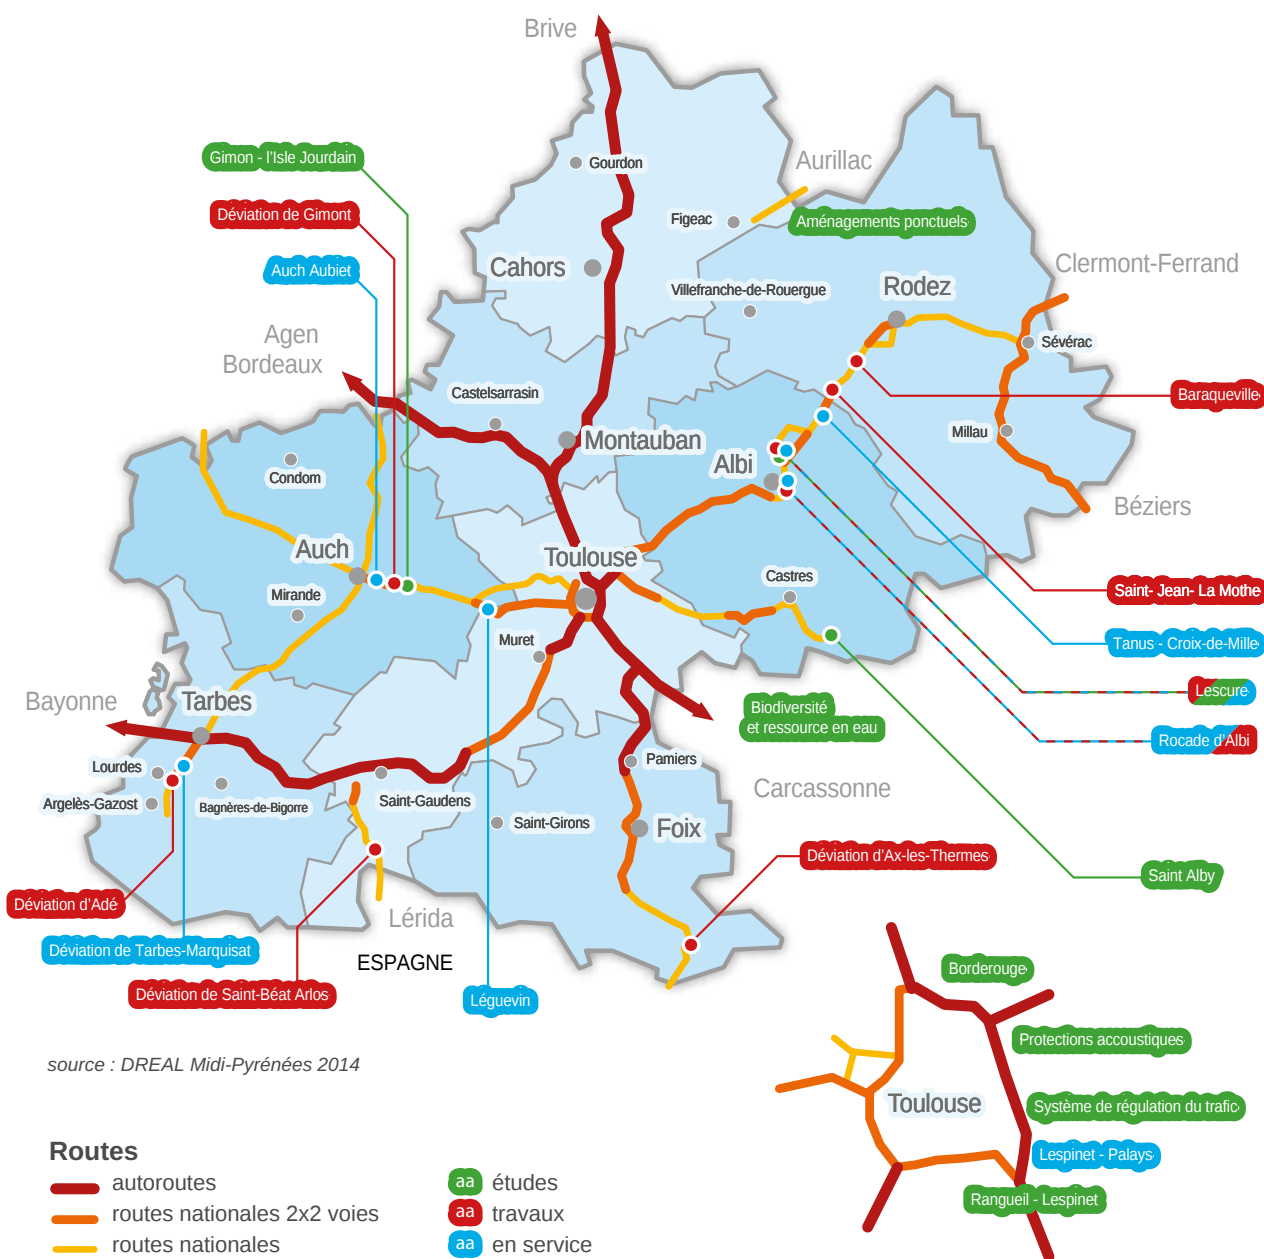 Brive
Gimon - l'Isle Jourdain
Gourdon
Aurillac
Déviation de Gimont
Figeac
Aménagements ponctuels
Auch Aubiet
Cahors
Clermont-Ferrand
Villefranche-de-Rouergue
Rodez
Agen
Bordeaux
Sévérac
Castelsarrasin
Baraqueville
Montauban
Millau
Condom
Albi
Béziers
Auch
Toulouse
Castres
Mirande
Saint- Jean- La Mothe
Muret
Tanus - Croix-de-Mille
Lescure
Bayonne
Tarbes
Biodiversité
et ressource en eau
Rocade d'Albi
Lourdes
Pamiers
Argelès-Gazost
Bagnères-de-Bigorre
Saint-Gaudens
Carcassonne
Saint-Girons
Foix
Déviation d'Ax-les-Thermes
Saint Alby
Déviation d'Adé
Lérida
Déviation de Tarbes-Marquisat
ESPAGNE
Déviation de Saint-Béat Arlos
Léguevin
Borderouge
Protections accoustiques
source : DREAL Midi-Pyrénées 2014
Toulouse
Système de régulation du trafic
Lespinet - Palays
Rangueil - Lespinet
Routes
autoroutes
routes nationales 2x2 voies
routes nationales
aa études
aa travaux
aa en service